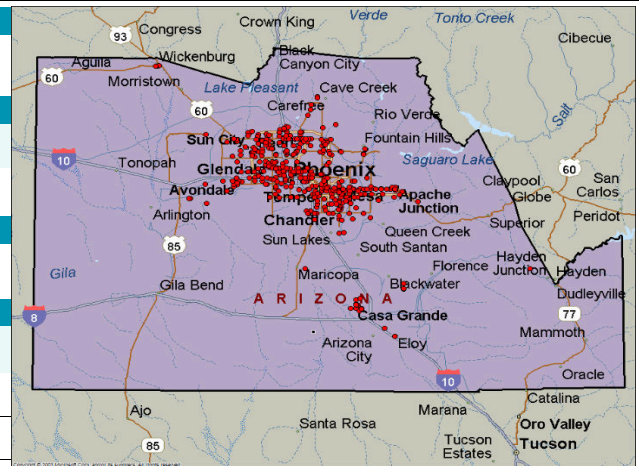 Verde
Tonto Creek
Crown King
Congress
93
Cibecue
Black
Canyon City
Wickenburg
Aguila
60
Morristown
Lake Pleasant
Cave Creek
Carefree
60
Rio Verde
Salt
Sun City
Fountain Hills
10
Tonopah
Glendale
Phoenix
Saguaro Lake
60
San
Carlos
Claypool
Globe
Avondale
Tempe
Mesa
Apache
Junction
Arlington
Chandler
Superior
Peridot
Sun Lakes
Queen Creek
South Santan
85
Hayden
Junction
Florence
Hayden
Gila
Maricopa
Gila Bend
Blackwater
Dudleyville
ARIZONA
8
Casa Grande
77
Mammoth
Arizona
City
Eloy
10
Oracle
Catalina
Ajo
Marana
Santa Rosa
Oro Valley
Tucson
Estates
Tucson
85